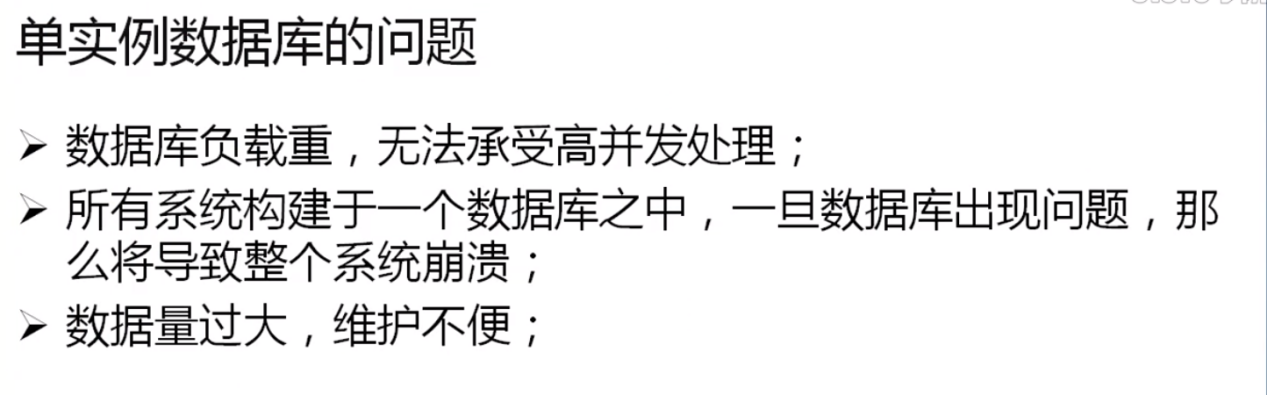 单实例数据库的问题
➢ 数据库负载重，无法承受高并发处理；
➢ 所有系统构建于一个数据库之中，一旦数据库出现问题，那
么将导致整个系统崩溃；
➢ 数据量过大，维护不便；